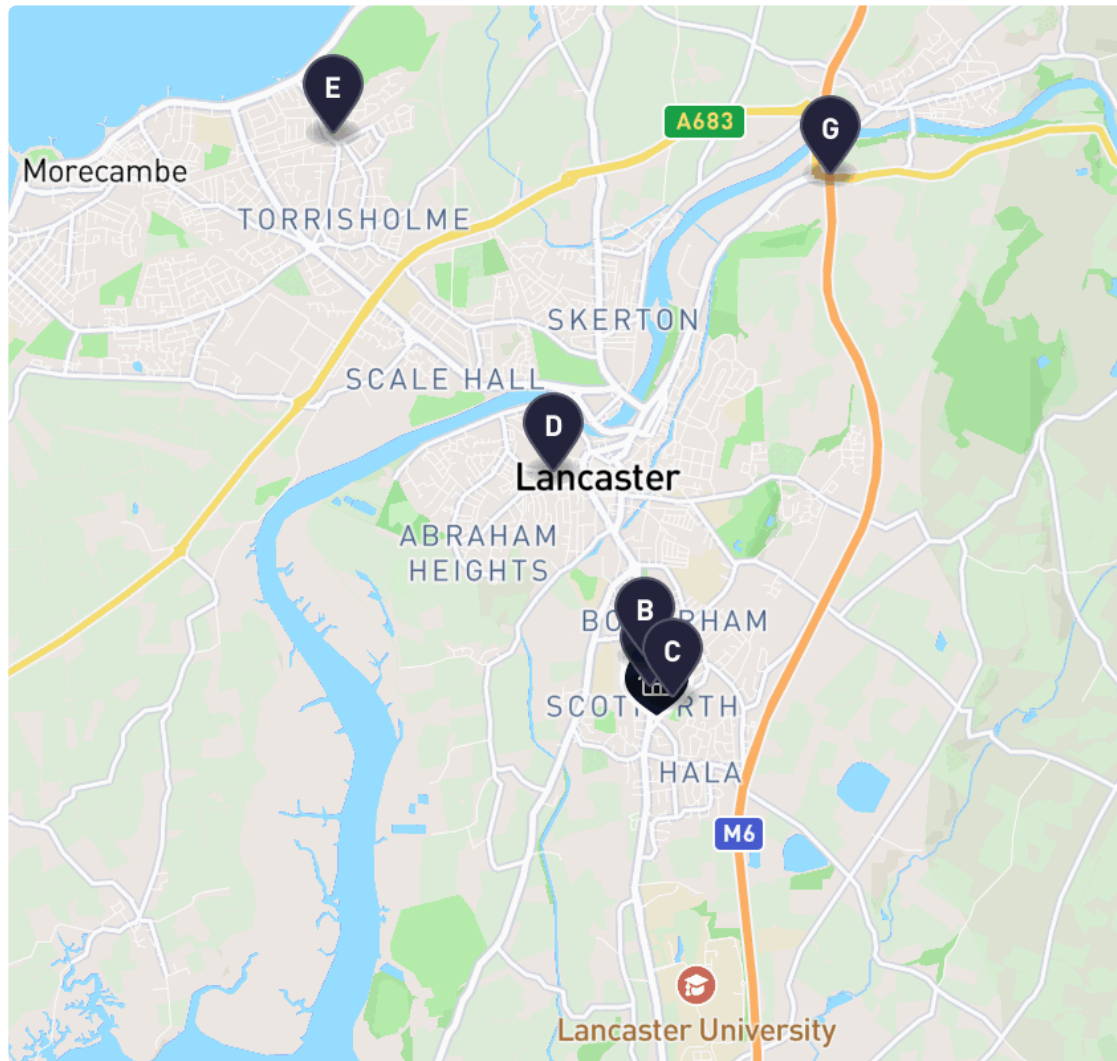 E
A683
G
Morecambe
TORRISHOLME
SKERTON
SCALE HALL
D
Lancaster
ABRAHAM
HEIGHTS
B
C
HALA
M6
Lancaster University